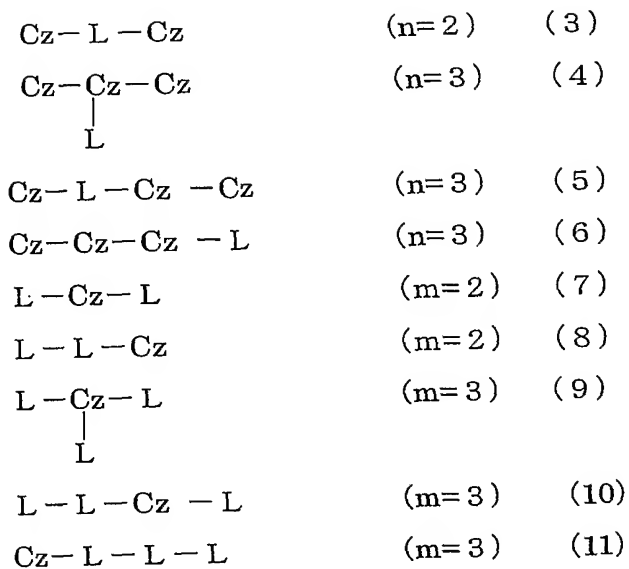 Cz－L－Cz (n=2) (3)
Cz－Cz－Cz (n=3) (4)
L
Cz－L－Cz－Cz (n=3) (5)
Cz－Cz－Cz－L (n=3) (6)
L－Cz－L (m=2) (7)
L－L－Cz (m=2) (8)
L－Cz－L (m=3) (9)
L
L－L－Cz－L (m=3) (10)
Cz－L－L－L (m=3) (11)